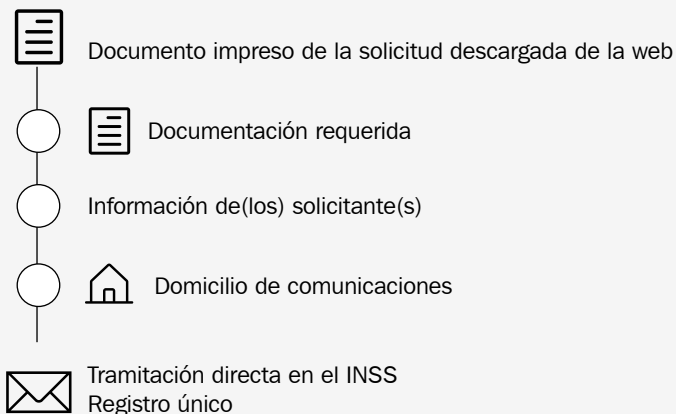 Documento impreso de la solicitud descargada de la web
Documentación requerida
Información de(los) solicitante(s)
Domicilio de comunicaciones
Tramitación directa en el INSS
Registro único